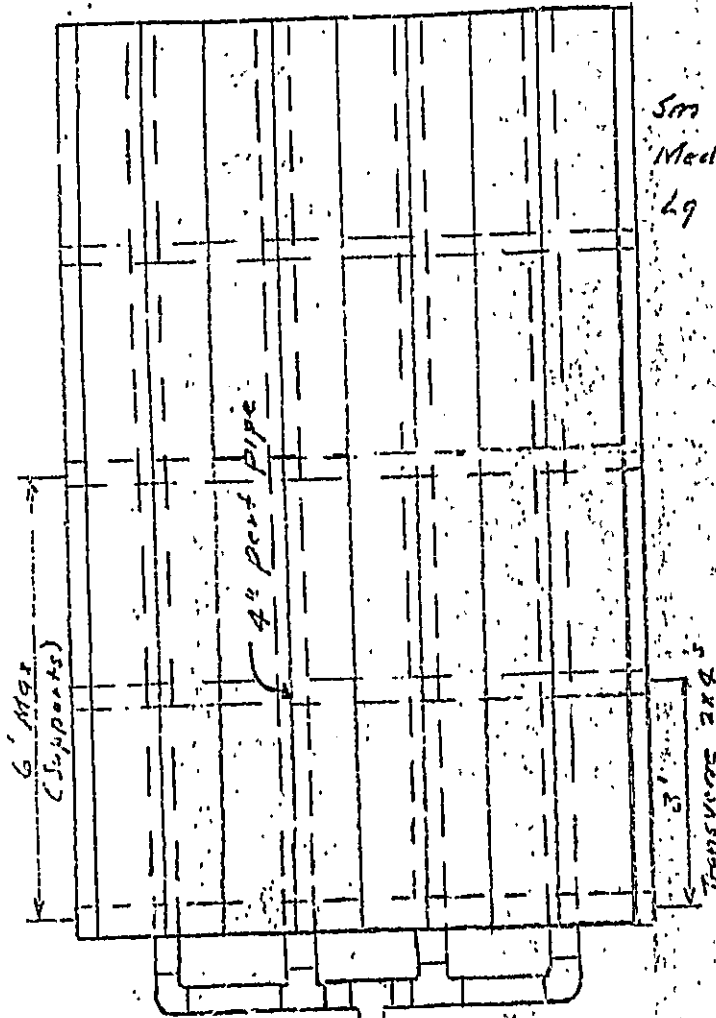 Sm
Med
Lg
4" perf pipe
6' Max
(Supports)
3'
Transverse 2x4's